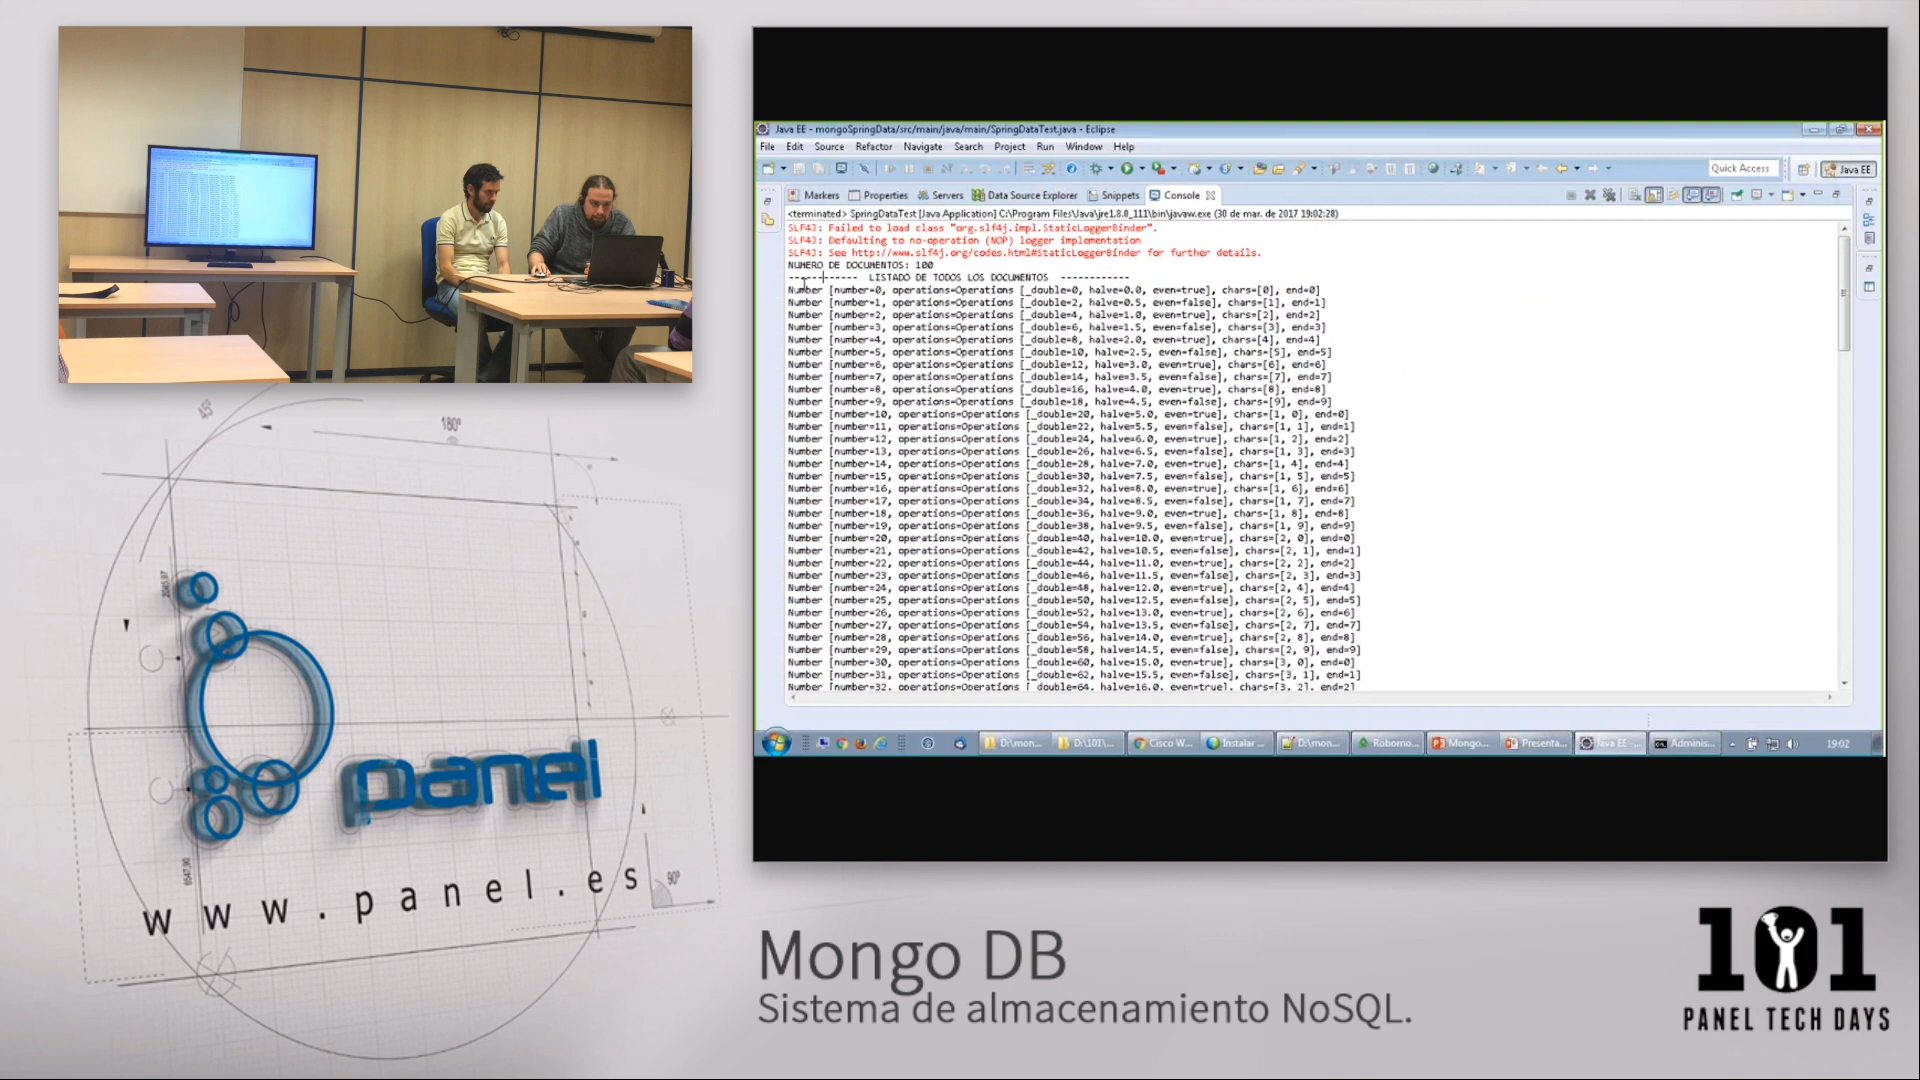 Java EE - mongoSpringData/src/main/java/main/SpringDataTest.java - Eclipse
File Edit Source Refactor Navigate Search Project Run Window Help
Quick Access Java EE
Markers Properties Servers Data Source Explorer Snippets Console
<terminated> SpringDataTest [Java Application] C:\Program Files\Java\jre1.8.0_111\bin\javaw.exe (30 de mar. de 2017 19:02:28)
SLF4J: Failed to load class "org.slf4j.impl.StaticLoggerBinder".
SLF4J: Defaulting to no-operation (NOP) logger implementation
SLF4J: See http://www.slf4j.org/codes.html#StaticLoggerBinder for further details.
NUMERO DE DOCUMENTOS: 100
------------ LISTADO DE TODOS LOS DOCUMENTOS ------------
Number [number=0, operations=Operations [_double=0, halve=0.0, even=true], chars=[0], end=0]
Number [number=1, operations=Operations [_double=2, halve=0.5, even=false], chars=[1], end=1]
Number [number=2, operations=Operations [_double=4, halve=1.0, even=true], chars=[2], end=2]
Number [number=3, operations=Operations [_double=6, halve=1.5, even=false], chars=[3], end=3]
Number [number=4, operations=Operations [_double=8, halve=2.0, even=true], chars=[4], end=4]
Number [number=5, operations=Operations [_double=10, halve=2.5, even=false], chars=[5], end=5]
Number [number=6, operations=Operations [_double=12, halve=3.0, even=true], chars=[6], end=6]
Number [number=7, operations=Operations [_double=14, halve=3.5, even=false], chars=[7], end=7]
Number [number=8, operations=Operations [_double=16, halve=4.0, even=true], chars=[8], end=8]
Number [number=9, operations=Operations [_double=18, halve=4.5, even=false], chars=[9], end=9]
Number [number=10, operations=Operations [_double=20, halve=5.0, even=true], chars=[1, 0], end=0]
Number [number=11, operations=Operations [_double=22, halve=5.5, even=false], chars=[1, 1], end=1]
Number [number=12, operations=Operations [_double=24, halve=6.0, even=true], chars=[1, 2], end=2]
Number [number=13, operations=Operations [_double=26, halve=6.5, even=false], chars=[1, 3], end=3]
Number [number=14, operations=Operations [_double=28, halve=7.0, even=true], chars=[1, 4], end=4]
Number [number=15, operations=Operations [_double=30, halve=7.5, even=false], chars=[1, 5], end=5]
Number [number=16, operations=Operations [_double=32, halve=8.0, even=true], chars=[1, 6], end=6]
Number [number=17, operations=Operations [_double=34, halve=8.5, even=false], chars=[1, 7], end=7]
Number [number=18, operations=Operations [_double=36, halve=9.0, even=true], chars=[1, 8], end=8]
Number [number=19, operations=Operations [_double=38, halve=9.5, even=false], chars=[1, 9], end=9]
Number [number=20, operations=Operations [_double=40, halve=10.0, even=true], chars=[2, 0], end=0]
Number [number=21, operations=Operations [_double=42, halve=10.5, even=false], chars=[2, 1], end=1]
Number [number=22, operations=Operations [_double=44, halve=11.0, even=true], chars=[2, 2], end=2]
Number [number=23, operations=Operations [_double=46, halve=11.5, even=false], chars=[2, 3], end=3]
Number [number=24, operations=Operations [_double=48, halve=12.0, even=true], chars=[2, 4], end=4]
Number [number=25, operations=Operations [_double=50, halve=12.5, even=false], chars=[2, 5], end=5]
Number [number=26, operations=Operations [_double=52, halve=13.0, even=true], chars=[2, 6], end=6]
Number [number=27, operations=Operations [_double=54, halve=13.5, even=false], chars=[2, 7], end=7]
Number [number=28, operations=Operations [_double=56, halve=14.0, even=true], chars=[2, 8], end=8]
Number [number=29, operations=Operations [_double=58, halve=14.5, even=false], chars=[2, 9], end=9]
Number [number=30, operations=Operations [_double=60, halve=15.0, even=true], chars=[3, 0], end=0]
Number [number=31, operations=Operations [_double=62, halve=15.5, even=false], chars=[3, 1], end=1]
Number [number=32, operations=Operations [_double=64, halve=16.0, even=true], chars=[3, 2], end=2]
D:\mon... D:\101\... Cisco W... Instalar ... D:\mon... Robomo... Mongo... Presenta... Java EE ... Adminis... 19:02
45°
180°
panel
www.panel.es
90°
Mongo DB
Sistema de almacenamiento NoSQL.
101
PANEL TECH DAYS